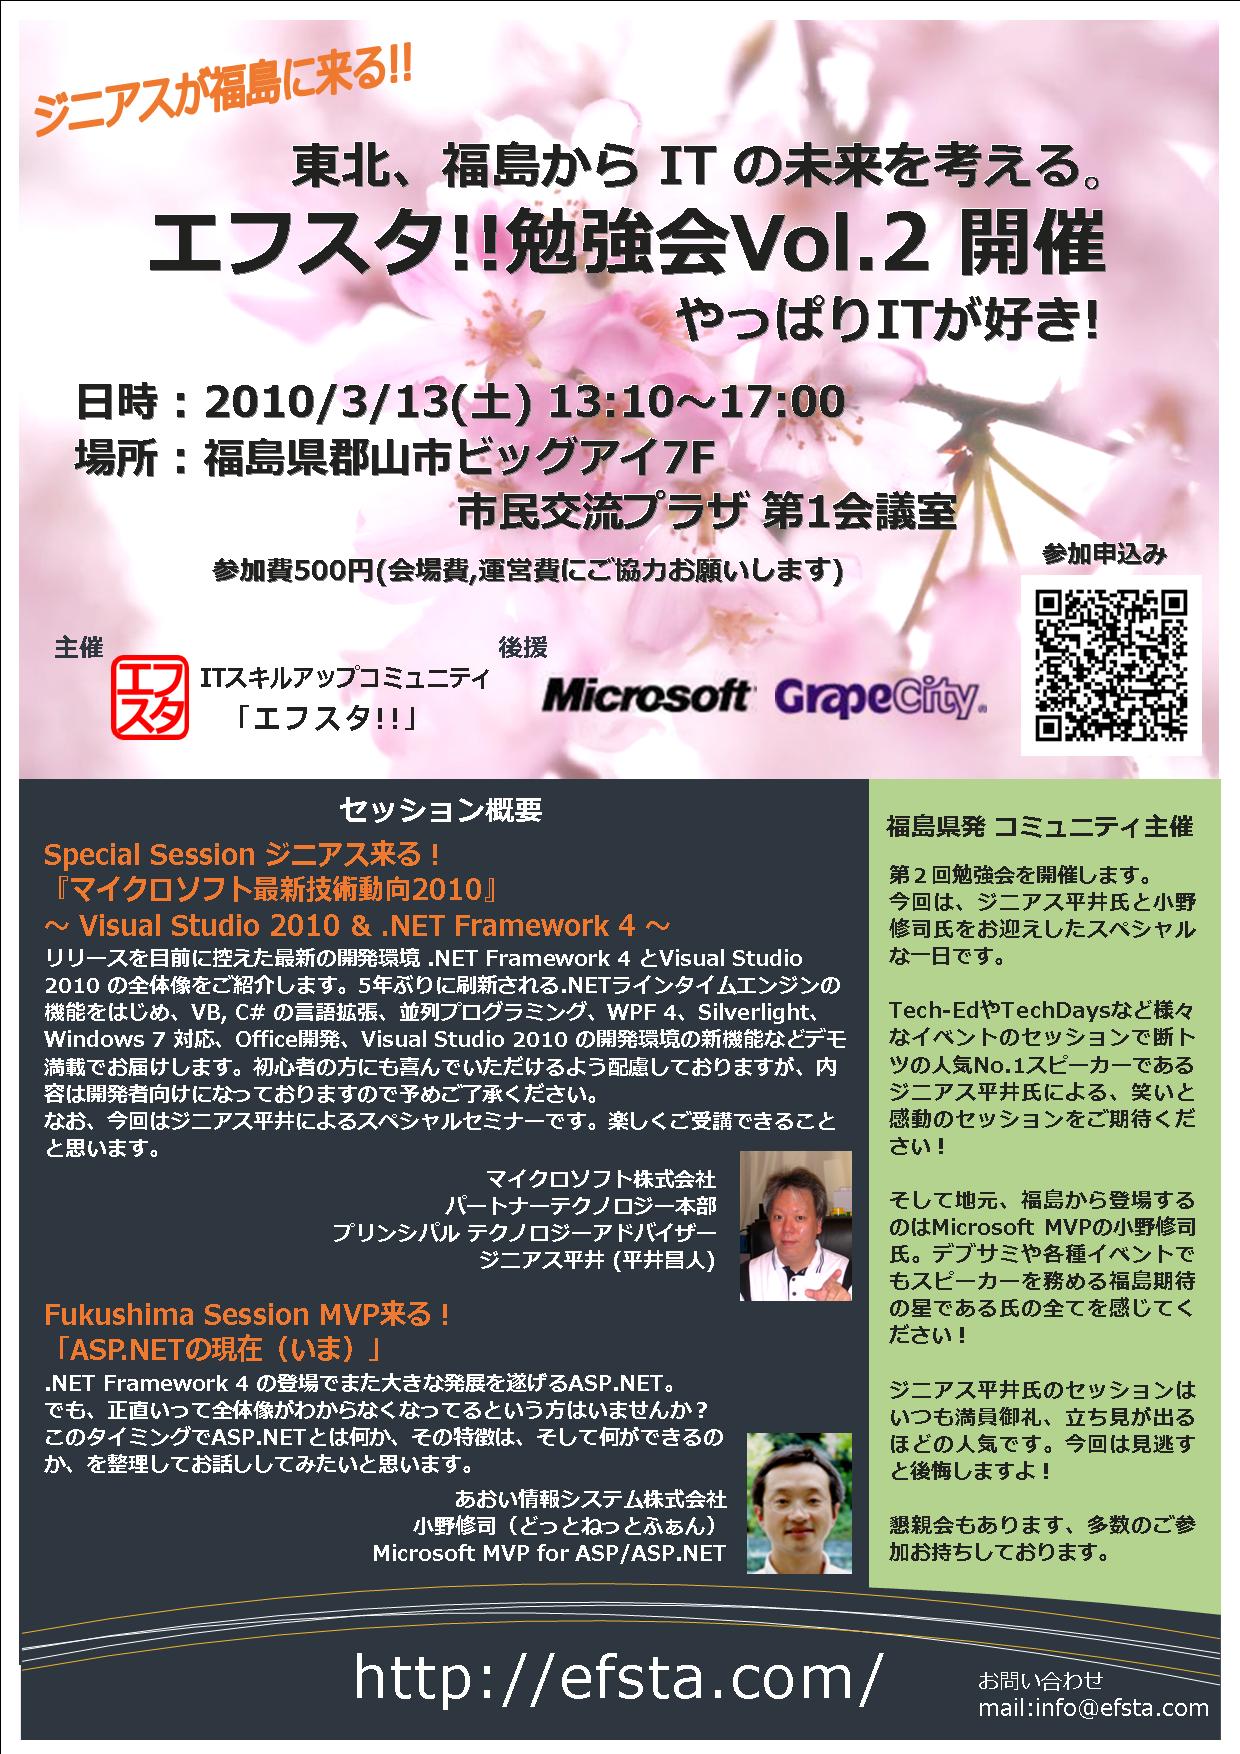 ジニアスが福島に来る!!
東北、福島から IT の未来を考える。
エフスタ!!勉強会Vol.2 開催
やっぱりITが好き!
日時：2010/3/13(土) 13:10～17:00
場所：福島県郡山市ビッグアイ7F
市民交流プラザ 第1会議室
参加費500円(会場費,運営費にご協力お願いします)
参加申込み
主催
エフ
スタ
ITスキルアップコミュニティ
「エフスタ!!」
後援
Microsoft
GrapeCity®
セッション概要
Special Session ジニアス来る！
『マイクロソフト最新技術動向2010』
～ Visual Studio 2010 & .NET Framework 4 ～
リリースを目前に控えた最新の開発環境 .NET Framework 4 とVisual Studio
2010 の全体像をご紹介します。5年ぶりに刷新される.NETラインタイムエンジンの
機能をはじめ、VB, C# の言語拡張、並列プログラミング、WPF 4、Silverlight、
Windows 7 対応、Office開発、Visual Studio 2010 の開発環境の新機能などデモ
満載でお届けします。初心者の方にも喜んでいただけるよう配慮しておりますが、内
容は開発者向けになっておりますので予めご了承ください。
なお、今回はジニアス平井によるスペシャルセミナーです。楽しくご受講できること
と思います。
マイクロソフト株式会社
パートナーテクノロジー本部
プリンシパル テクノロジーアドバイザー
ジニアス平井 (平井昌人)
Fukushima Session MVP来る！
「ASP.NETの現在（いま）」
.NET Framework 4 の登場でまた大きな発展を遂げるASP.NET。
でも、正直いって全体像がわからなくなってるという方はいませんか？
このタイミングでASP.NETとは何か、その特徴は、そして何ができるの
か、を整理してお話ししてみたいと思います。
あおい情報システム株式会社
小野修司（どっとねっとふぁん）
Microsoft MVP for ASP/ASP.NET
福島県発 コミュニティ主催
第２回勉強会を開催します。
今回は、ジニアス平井氏と小野
修司氏をお迎えしたスペシャル
な一日です。
Tech-EdやTechDaysなど様々
なイベントのセッションで断ト
ツの人気No.1スピーカーである
ジニアス平井氏による、笑いと
感動のセッションをご期待くだ
さい！
そして地元、福島から登場する
のはMicrosoft MVPの小野修司
氏。デブサミや各種イベントで
もスピーカーを務める福島期待
の星である氏の全てを感じてく
ださい！
ジニアス平井氏のセッションは
いつも満員御礼、立ち見が出る
ほどの人気です。今回は見逃す
と後悔しますよ！
懇親会もあります、多数のご参
加お持ちしております。
http://efsta.com/
お問い合わせ
mail:info@efsta.com